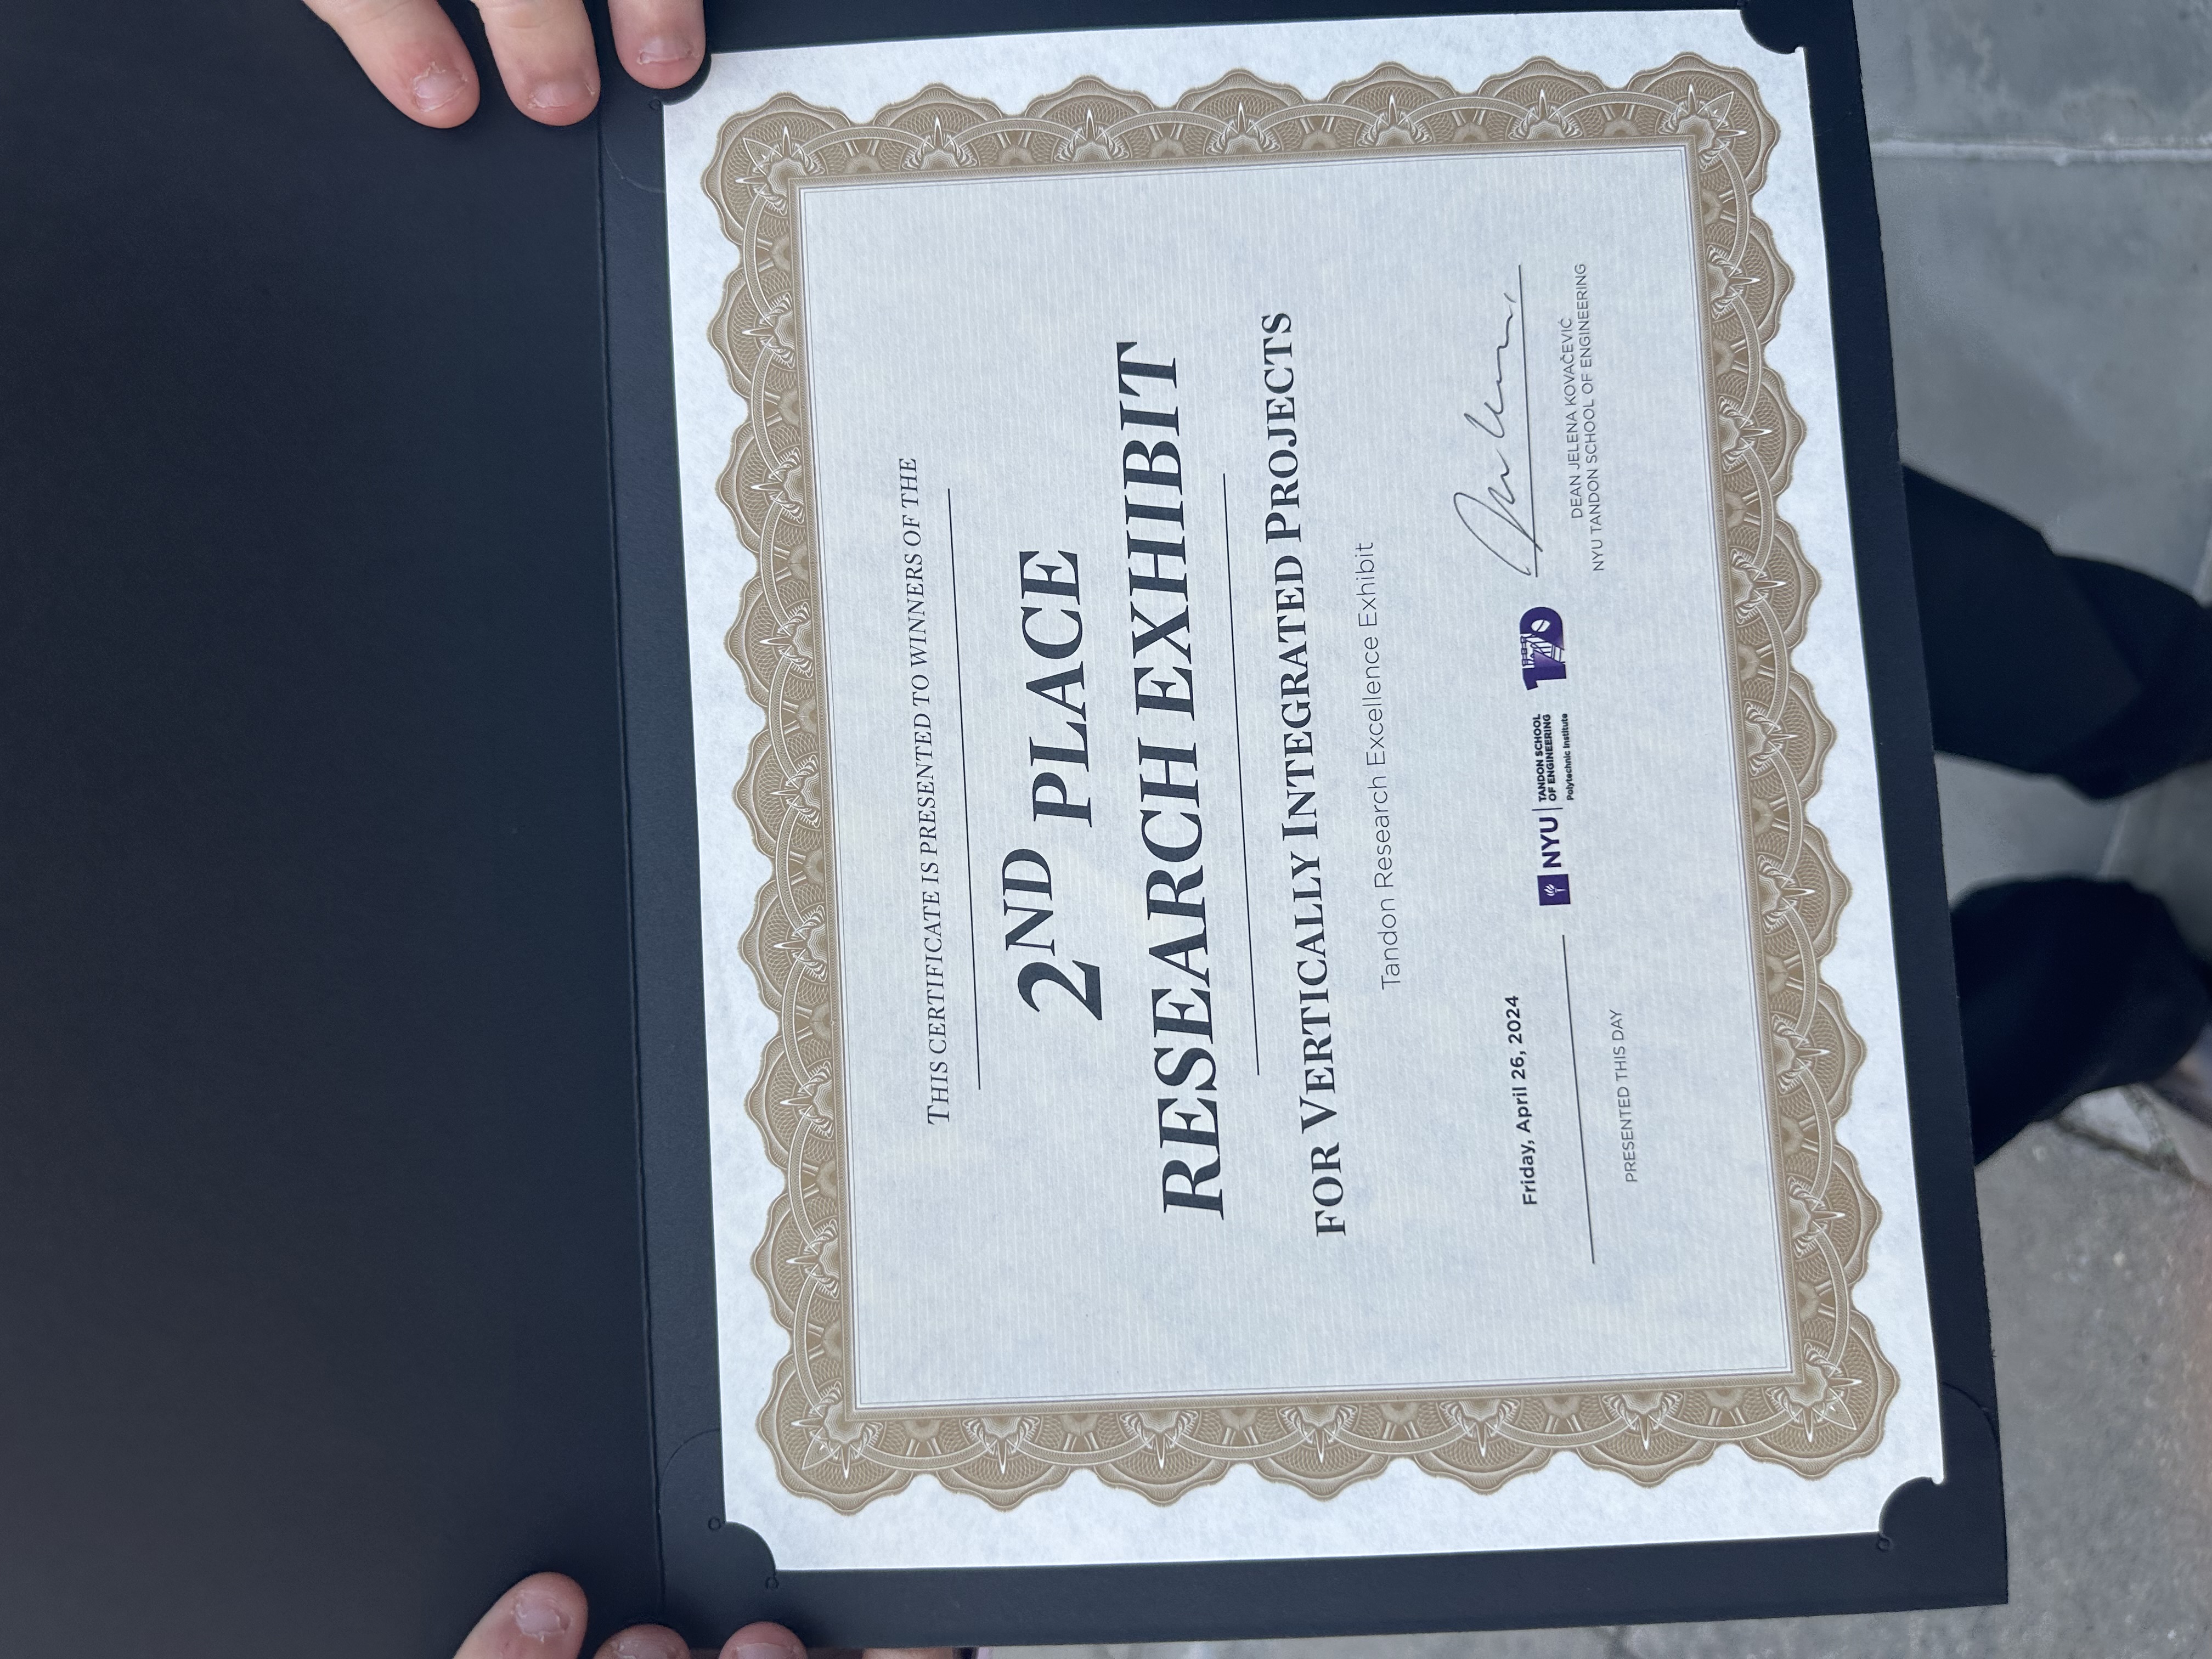 THIS CERTIFICATE IS PRESENTED TO WINNERS OF THE
2ND PLACE
RESEARCH EXHIBIT
FOR VERTICALLY INTEGRATED PROJECTS
Tandon Research Excellence Exhibit
Friday, April 26, 2024
PRESENTED THIS DAY
NYU
TANDON SCHOOL
OF ENGINEERING
Polytechnic Institute
170
DEAN JELENA KOVAČEVIĆ
NYU TANDON SCHOOL OF ENGINEERING